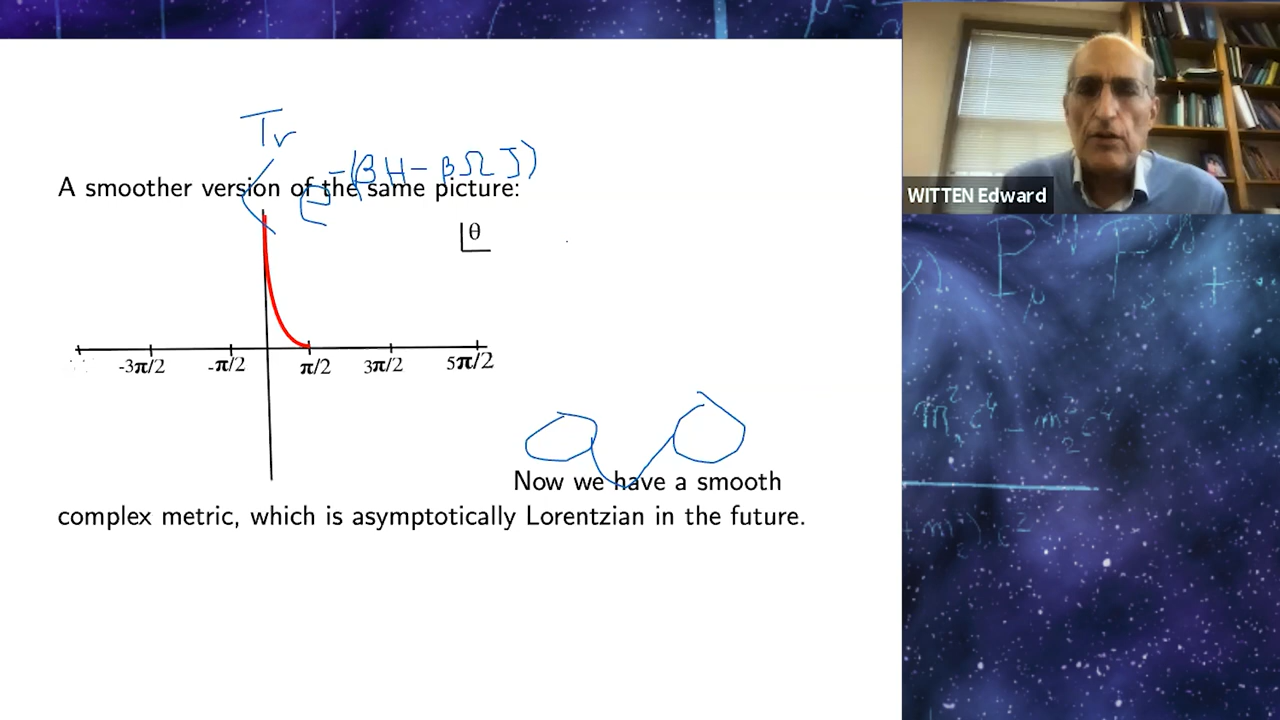 Tr
e^-(βH-βΩJ)
A smoother version of the same picture:
θ
-3π/2 -π/2 π/2 3π/2 5π/2
Now we have a smooth
complex metric, which is asymptotically Lorentzian in the future.
WITTEN Edward